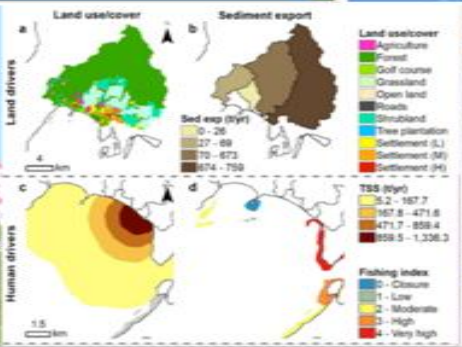 Land use/cover
Sediment export
a
b
Land drivers
Sed exp (t/yr)
0 - 26
27 - 69
70 - 673
674 - 759
4
km
Land use/cover
Agriculture
Forest
Golf course
Grassland
Open land
Roads
Shrubland
Tree plantation
Settlement (L)
Settlement (M)
Settlement (H)
c
d
Human drivers
1.5
km
TSS (t/yr)
5.2 - 167.7
167.8 - 471.6
471.7 - 859.4
859.5 - 1,336.3
Fishing index
0 - Closure
1 - Low
2 - Moderate
3 - High
4 - Very high